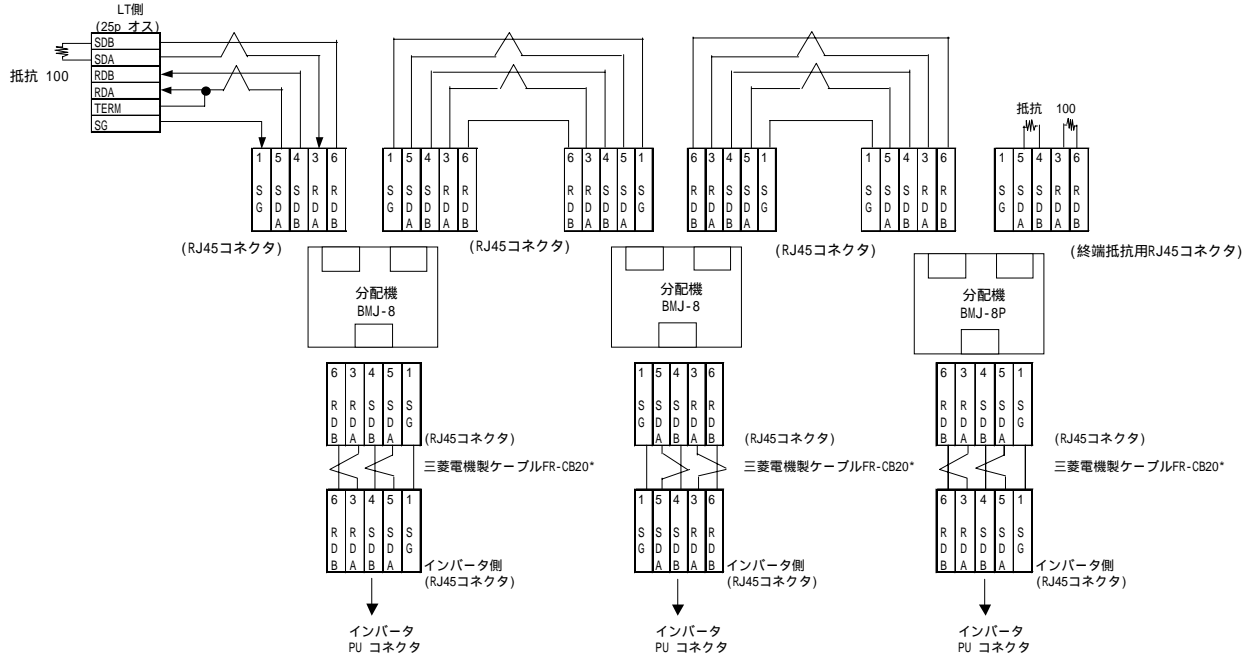 LT側
(25p オス)
SDB
SDA
RDB
RDA
TERM
SG
抵抗 100
抵抗 100
1 SG
5 SDA
4 SDB
3 RDA
6 RDB
1 SG
5 SDA
4 SDB
3 RDA
6 RDB
6 RDB
3 RDA
4 SDB
5 SDA
1 SG
6 RDB
3 RDA
4 SDB
5 SDA
1 SG
1 SG
5 SDA
4 SDB
3 RDA
6 RDB
1 SG
5 SDA
4 SDB
3 RDA
6 RDB
(RJ45コネクタ)
(RJ45コネクタ)
(RJ45コネクタ)
(終端抵抗用RJ45コネクタ)
分配機
BMJ-8
分配機
BMJ-8
分配機
BMJ-8P
6 RDB
3 RDA
4 SDB
5 SDA
1 SG
(RJ45コネクタ)
1 SG
5 SDA
4 SDB
3 RDA
6 RDB
(RJ45コネクタ)
6 RDB
3 RDA
4 SDB
5 SDA
1 SG
(RJ45コネクタ)
三菱電機製ケーブルFR-CB20*
三菱電機製ケーブルFR-CB20*
三菱電機製ケーブルFR-CB20*
6 RDB
3 RDA
4 SDB
5 SDA
1 SG
インバータ側
(RJ45コネクタ)
1 SG
5 SDA
4 SDB
3 RDA
6 RDB
インバータ側
(RJ45コネクタ)
6 RDB
3 RDA
4 SDB
5 SDA
1 SG
インバータ側
(RJ45コネクタ)
インバータ
PU コネクタ
インバータ
PU コネクタ
インバータ
PU コネクタ